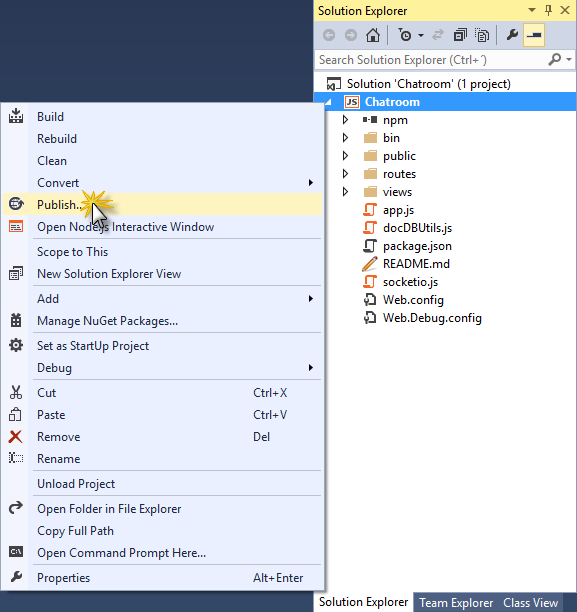 Solution Explorer
Search Solution Explorer (Ctrl+´)
Solution 'Chatroom' (1 project)
JS Chatroom
npm
bin
public
routes
views
app.js
docDBUtils.js
package.json
README.md
socketio.js
Web.config
Web.Debug.config
Solution Explorer Team Explorer Class View
Build
Rebuild
Clean
Convert
Publish...
Open Node.js Interactive Window
Scope to This
New Solution Explorer View
Add
Manage NuGet Packages...
Set as StartUp Project
Debug
Cut Ctrl+X
Paste Ctrl+V
Remove Del
Rename
Unload Project
Open Folder in File Explorer
Copy Full Path
C:\ Open Command Prompt Here...
Properties Alt+Enter